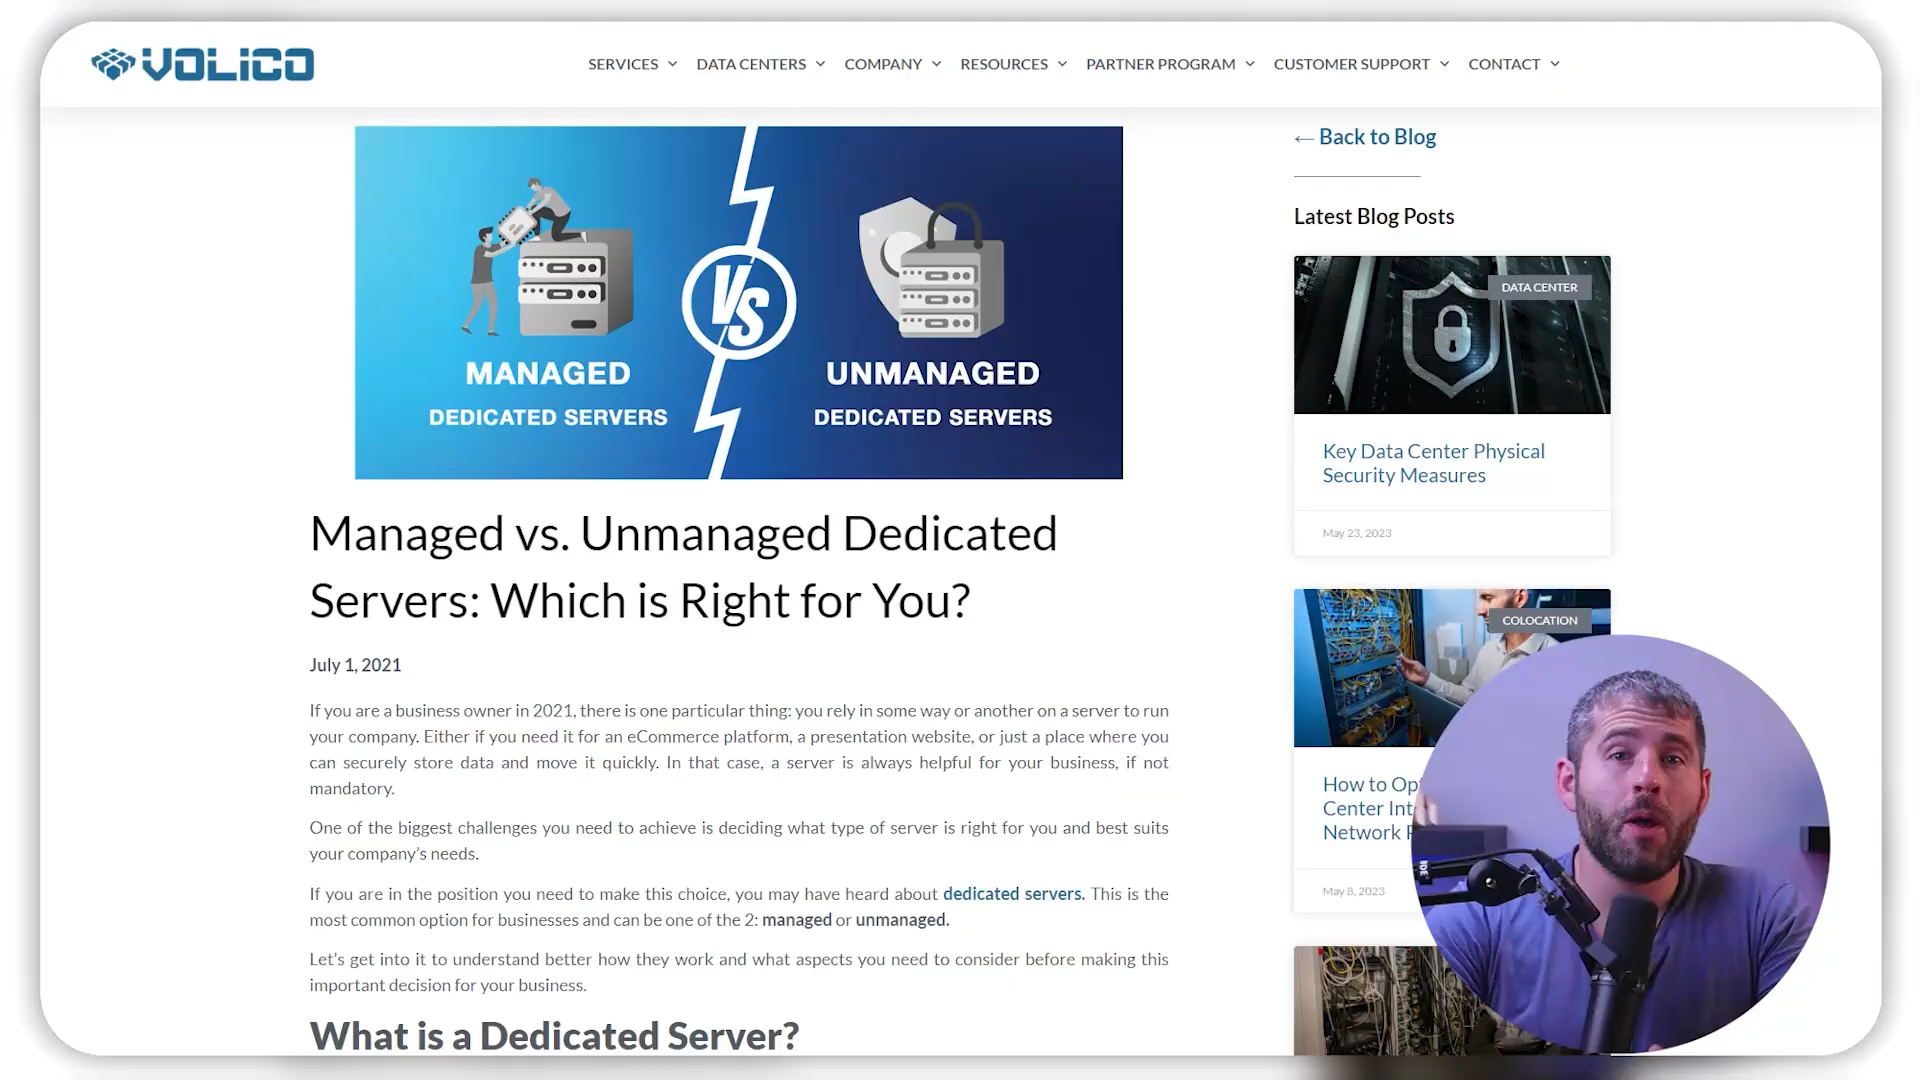 VOLICO
SERVICES
DATA CENTERS
COMPANY
RESOURCES
PARTNER PROGRAM
CUSTOMER SUPPORT
CONTACT
MANAGED
DEDICATED SERVERS
VS
UNMANAGED
DEDICATED SERVERS
Managed vs. Unmanaged Dedicated
Servers: Which is Right for You?
July 1, 2021
If you are a business owner in 2021, there is one particular thing: you rely in some way or another on a server to run
your company. Either if you need it for an eCommerce platform, a presentation website, or just a place where you
can securely store data and move it quickly. In that case, a server is always helpful for your business, if not
mandatory.
One of the biggest challenges you need to achieve is deciding what type of server is right for you and best suits
your company's needs.
If you are in the position you need to make this choice, you may have heard about dedicated servers. This is the
most common option for businesses and can be one of the 2: managed or unmanaged.
Let's get into it to understand better how they work and what aspects you need to consider before making this
important decision for your business.
What is a Dedicated Server?
← Back to Blog
Latest Blog Posts
DATA CENTER
Key Data Center Physical
Security Measures
May 23, 2023
COLOCATION
How to
Center
Network
May 8, 2023